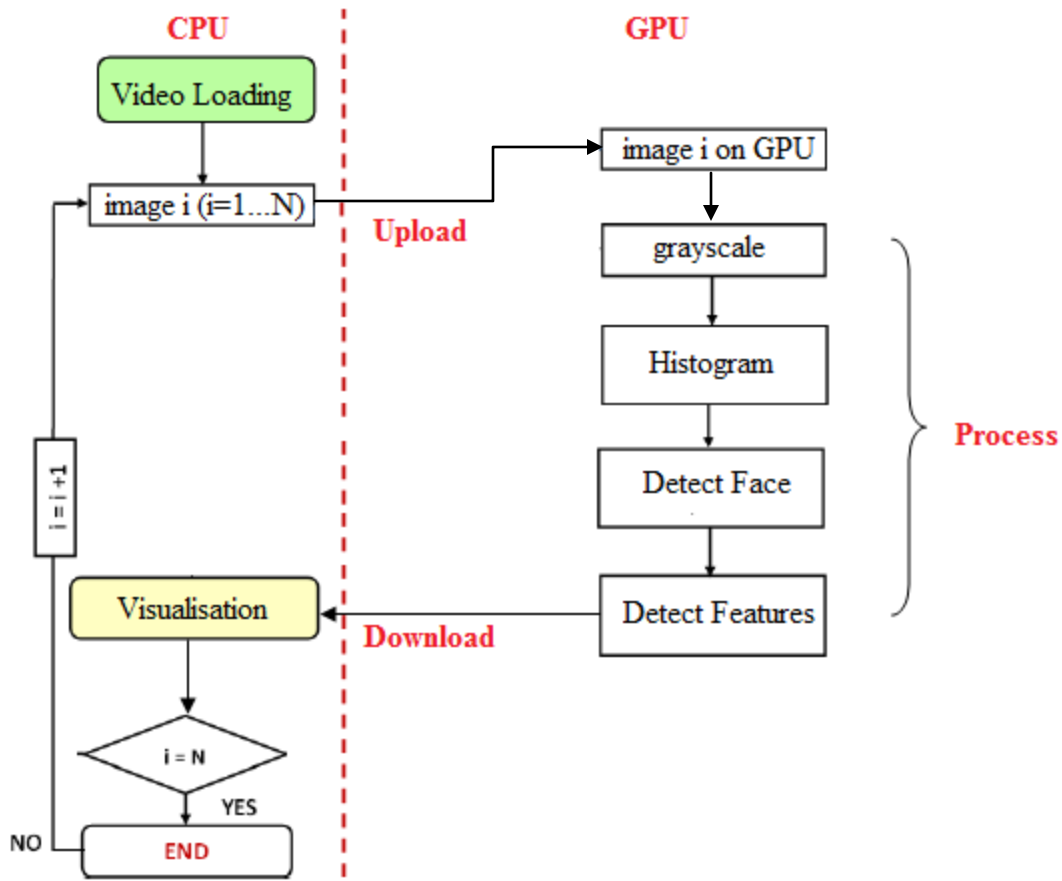 CPU
GPU
Video Loading
image i (i=1...N)
Upload
image i on GPU
grayscale
Histogram
Detect Face
Detect Features
Process
Download
Visualisation
i = i +1
i = N
YES
NO
END